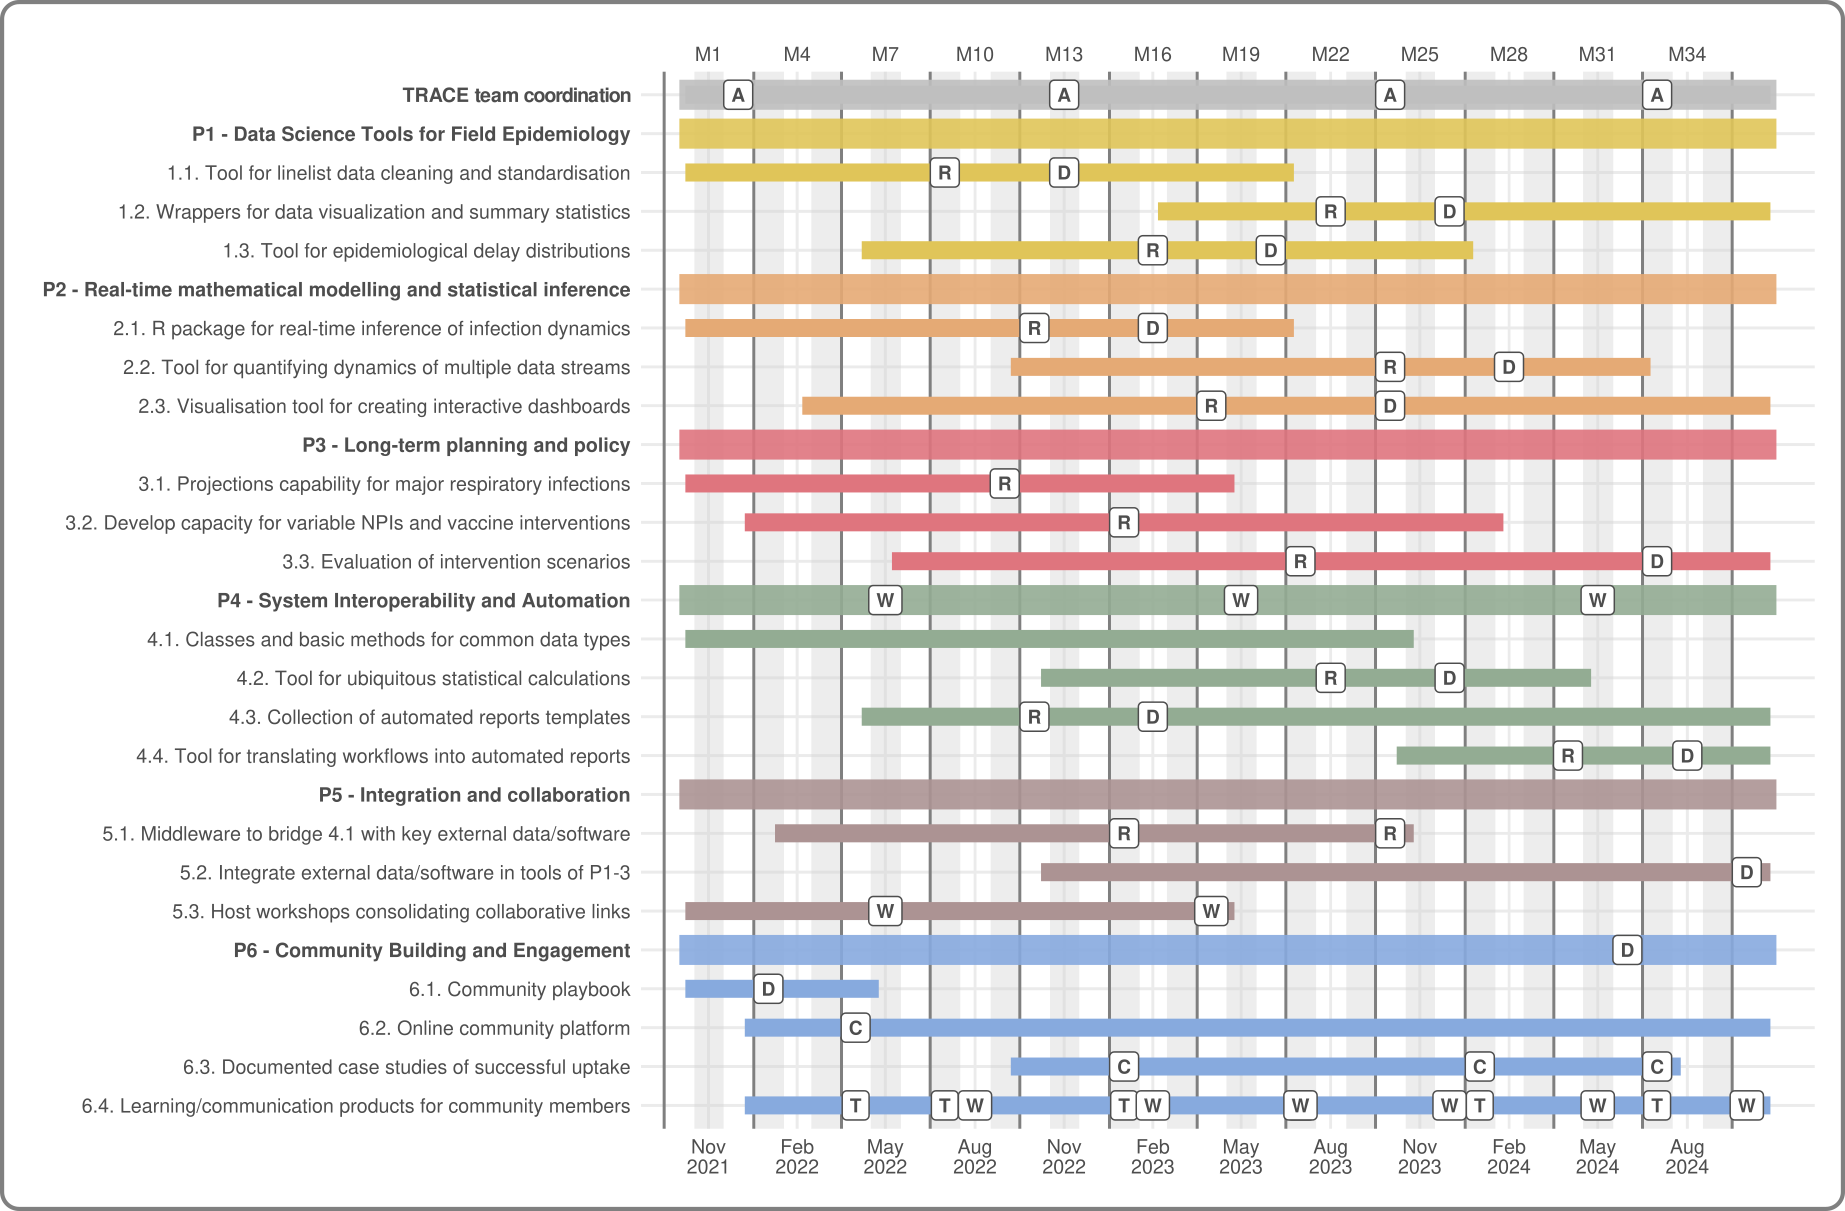 M1 M4 M7 M10 M13 M16 M19 M22 M25 M28 M31 M34
TRACE team coordination A A A A
P1 - Data Science Tools for Field Epidemiology
1.1. Tool for linelist data cleaning and standardisation R D
1.2. Wrappers for data visualization and summary statistics R D
1.3. Tool for epidemiological delay distributions R D
P2 - Real-time mathematical modelling and statistical inference
2.1. R package for real-time inference of infection dynamics R D
2.2. Tool for quantifying dynamics of multiple data streams R D
2.3. Visualisation tool for creating interactive dashboards R D
P3 - Long-term planning and policy
3.1. Projections capability for major respiratory infections R
3.2. Develop capacity for variable NPIs and vaccine interventions R
3.3. Evaluation of intervention scenarios R D
P4 - System Interoperability and Automation W W W
4.1. Classes and basic methods for common data types
4.2. Tool for ubiquitous statistical calculations R D
4.3. Collection of automated reports templates R D
4.4. Tool for translating workflows into automated reports R D
P5 - Integration and collaboration
5.1. Middleware to bridge 4.1 with key external data/software R R
5.2. Integrate external data/software in tools of P1-3 D
5.3. Host workshops consolidating collaborative links W W
P6 - Community Building and Engagement D
6.1. Community playbook D
6.2. Online community platform C
6.3. Documented case studies of successful uptake C C C
6.4. Learning/communication products for community members T T W T W W W T W T W
Nov Feb May Aug Nov Feb May Aug Nov Feb May Aug
2021 2022 2022 2022 2022 2023 2023 2023 2023 2024 2024 2024